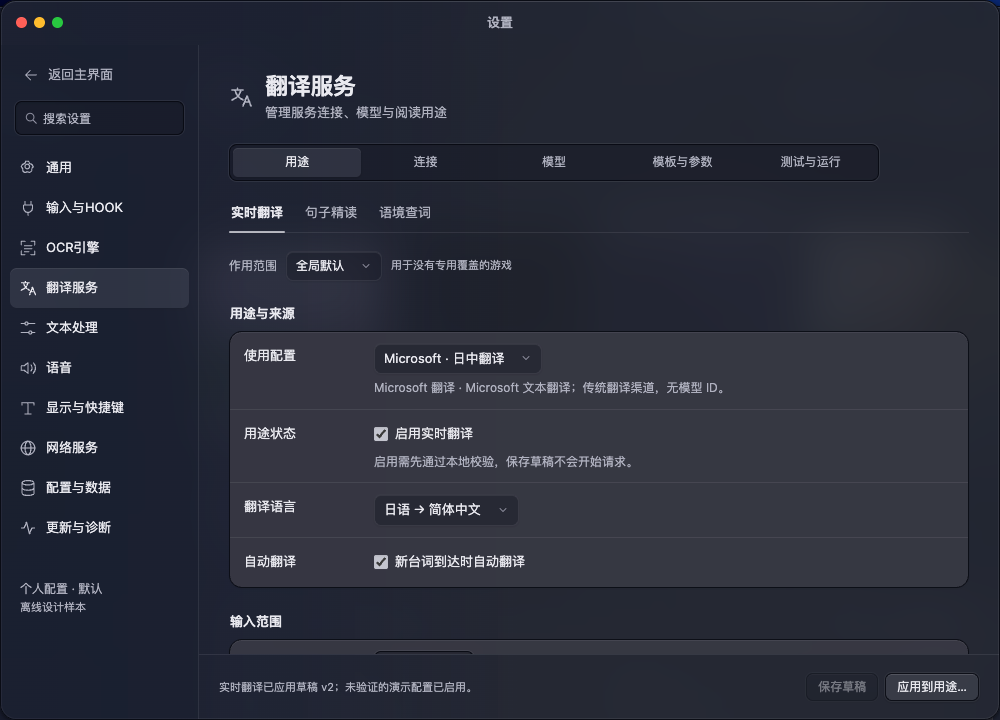 设置
返回主界面
搜索设置
通用
输入与HOOK
OCR引擎
翻译服务
文本处理
语音
显示与快捷键
网络服务
配置与数据
更新与诊断
个人配置 · 默认
离线设计样本
翻译服务
管理服务连接、模型与阅读用途
用途 连接 模型 模板与参数 测试与运行
实时翻译 句子精读 语境查词
作用范围 全局默认 用于没有专用覆盖的游戏
用途与来源
使用配置 Microsoft · 日中翻译
Microsoft 翻译 · Microsoft 文本翻译；传统翻译渠道，无模型 ID。
用途状态 启用实时翻译
启用需先通过本地校验，保存草稿不会开始请求。
翻译语言 日语 → 简体中文
自动翻译 新台词到达时自动翻译
输入范围
实时翻译已应用草稿 v2；未验证的演示配置已启用。
保存草稿 应用到用途...